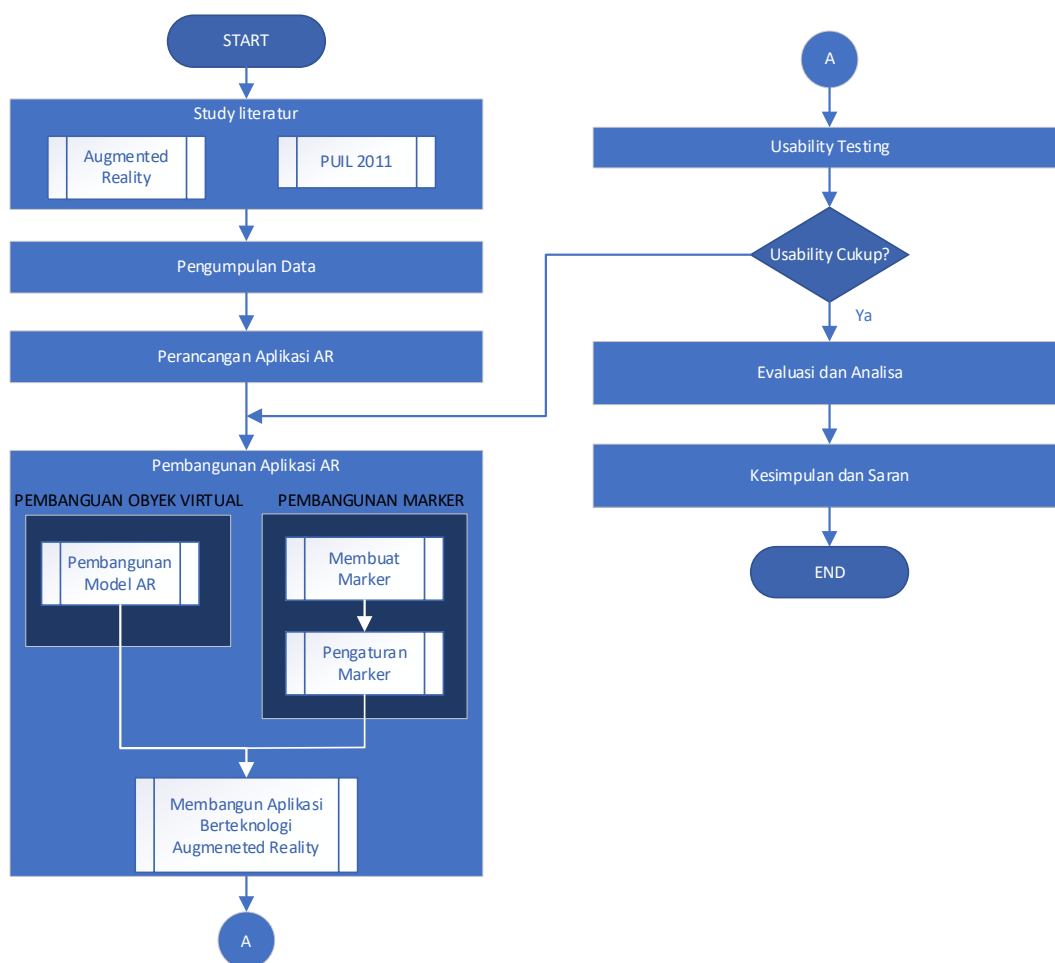 START
Study literatur
Augmented
Reality
PUIL 2011
Pengumpulan Data
Perancangan Aplikasi AR
Pembangunan Aplikasi AR
PEMBANGUAN OBYEK VIRTUAL
Pembangunan
Model AR
PEMBANGUNAN MARKER
Membuat
Marker
Pengaturan
Marker
Membangun Aplikasi
Berteknologi
Augmeneted Reality
A
A
Usability Testing
Usability Cukup?
Ya
Evaluasi dan Analisa
Kesimpulan dan Saran
END